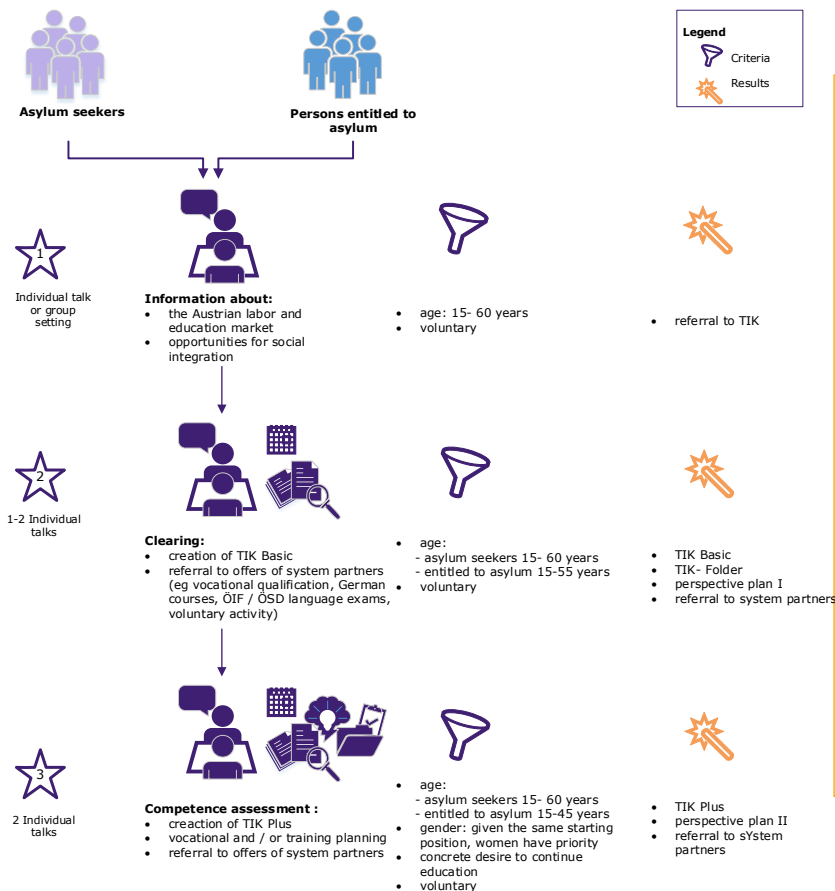 Legend
Criteria
Results
Asylum seekers
Persons entitled to
asylum
1
Individual talk
or group
setting
Information about:
• the Austrian labor and
education market
• opportunities for social
integration
• age: 15- 60 years
• voluntary
• referral to TIK
2
1-2 Individual
talks
Clearing:
• creation of TIK Basic
• referral to offers of system partners
(eg vocational qualification, German
courses, ÖIF / ÖSD language exams,
voluntary activity)
• age:
- asylum seekers 15- 60 years
- entitled to asylum 15-55 years
• voluntary
• TIK Basic
• TIK- Folder
• perspective plan I
• referral to system partners
3
2 Individual
talks
Competence assessment :
• creaction of TIK Plus
• vocational and / or training planning
• referral to offers of system partners
• age:
- asylum seekers 15- 60 years
- entitled to asylum 15-45 years
• gender: given the same starting
position, women have priority
• concrete desire to continue
education
• voluntary
• TIK Plus
• perspective plan II
• referral to sYstem
partners